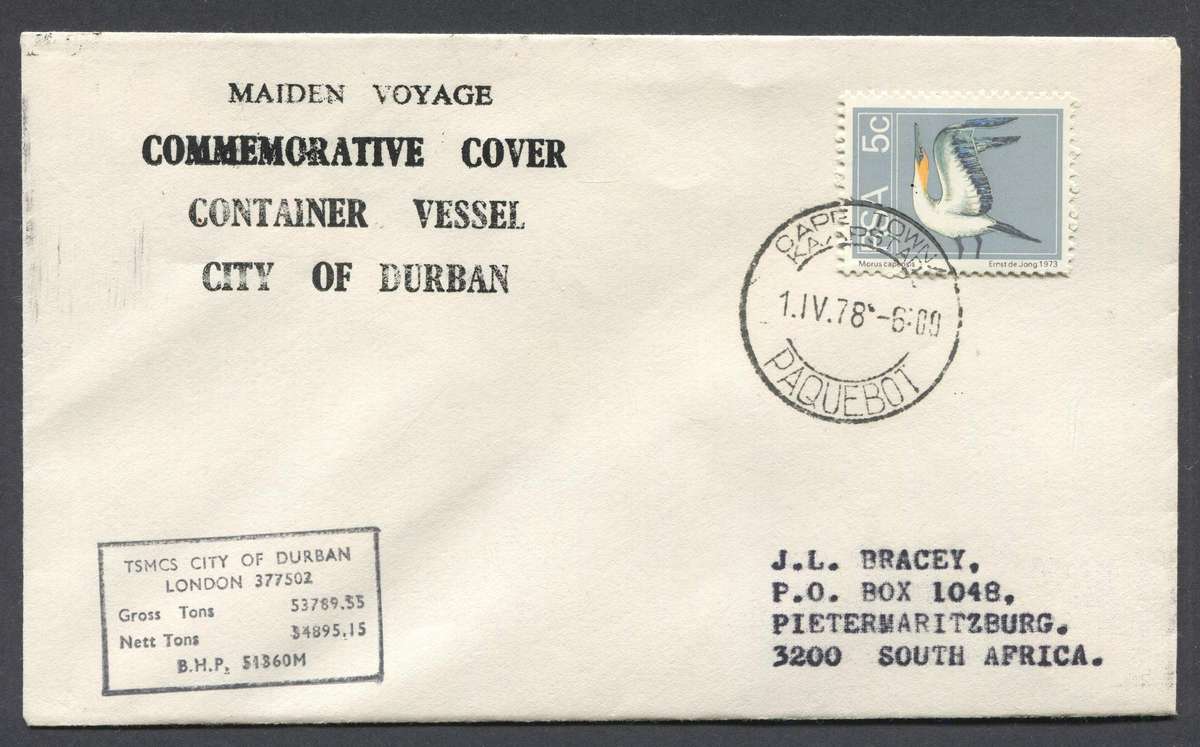 MAIDEN VOYAGE
COMMEMORATIVE COVER
CONTAINER VESSEL
CITY OF DURBAN
5c
RSA
Morus capensis
Ernst de Jong 1973
CAPE TOWN/
KAAPSTAD
1.IV.78 -6:00
PAQUEBOT
TSMCS CITY OF DURBAN
LONDON 377502
Gross Tons 53789.55
Nett Tons 34895.15
B.H.P. 51360M
J.L. BRACEY,
P.O. BOX 1048,
PIETERMARITZBURG.
3200 SOUTH AFRICA.